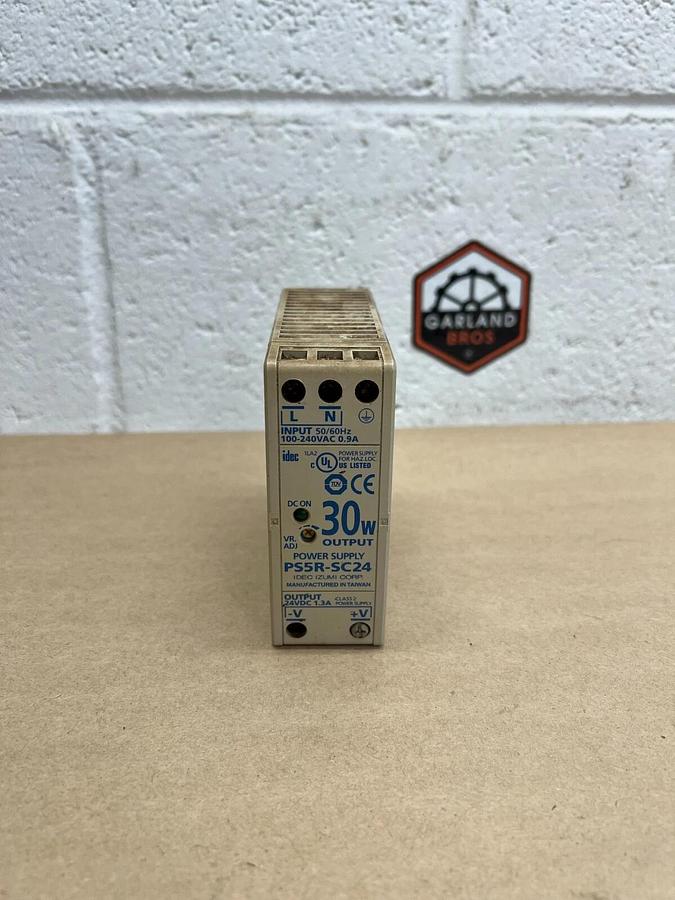 GARLAND
BROS
L N
INPUT 50/60Hz
100-240VAC 0.9A
idec 1LA2 C UL US LISTED
POWER SUPPLY
FOR HAZ.LOC.
CE
DC ON
30W
VR.
ADJ
OUTPUT
POWER SUPPLY
PS5R-SC24
IDEC IZUMI CORP.
MANUFACTURED IN TAIWAN
OUTPUT
24VDC 1.3A
CLASS 2
POWER SUPPLY
-V +V